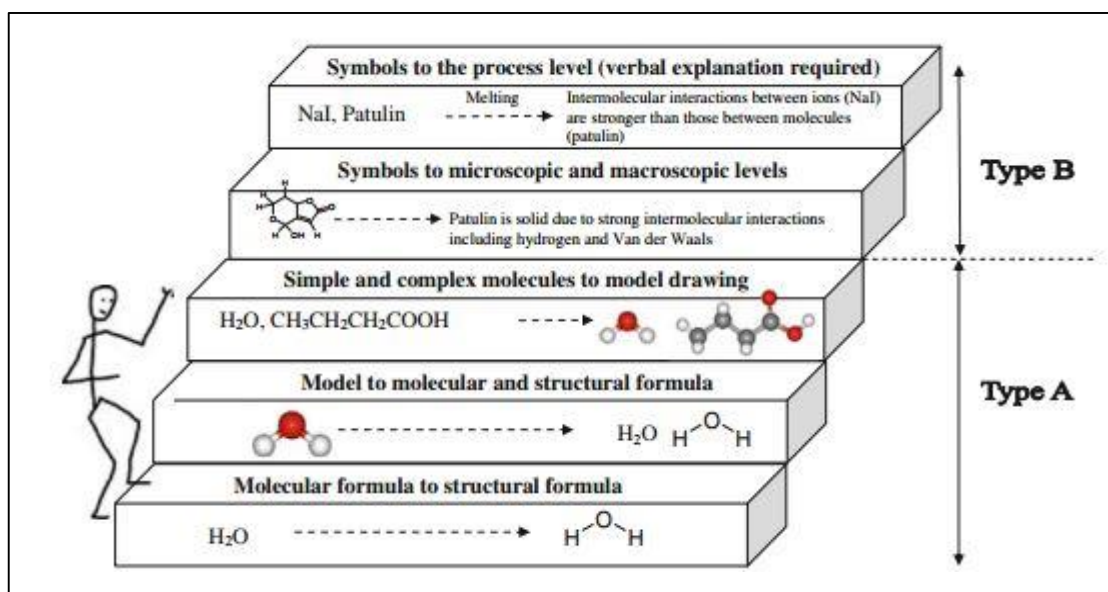 Symbols to the process level (verbal explanation required)
NaI, Patulin
Melting
Intermolecular interactions between ions (NaI)
are stronger than those between molecules
(patulin)
Symbols to microscopic and macroscopic levels
H
H
H
O
O
O
H
OH
H
Patulin is solid due to strong intermolecular interactions
including hydrogen and Van der Waals
Type B
Simple and complex molecules to model drawing
H₂O, CH₃CH₂CH₂COOH
Model to molecular and structural formula
H₂O
H O H
Type A
Molecular formula to structural formula
H₂O
H O H